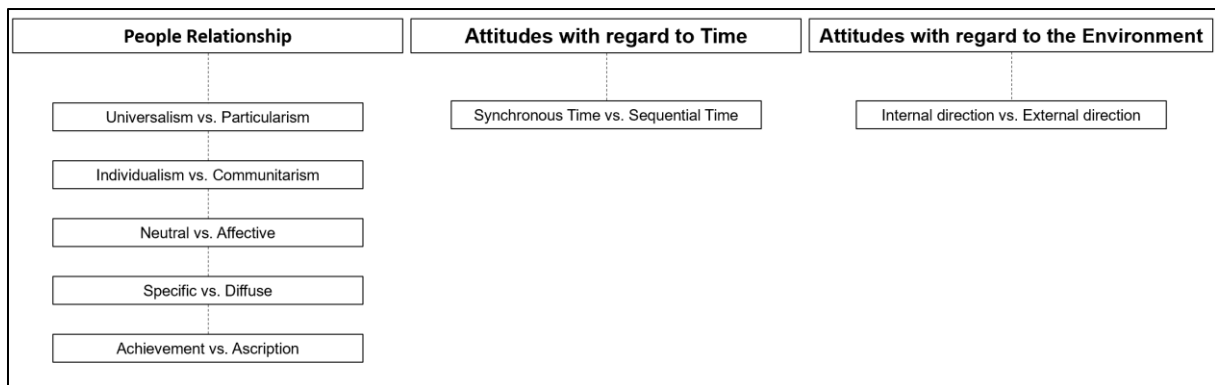 People Relationship
Attitudes with regard to Time
Attitudes with regard to the Environment
Universalism vs. Particularism
Synchronous Time vs. Sequential Time
Internal direction vs. External direction
Individualism vs. Communitarism
Neutral vs. Affective
Specific vs. Diffuse
Achievement vs. Ascription